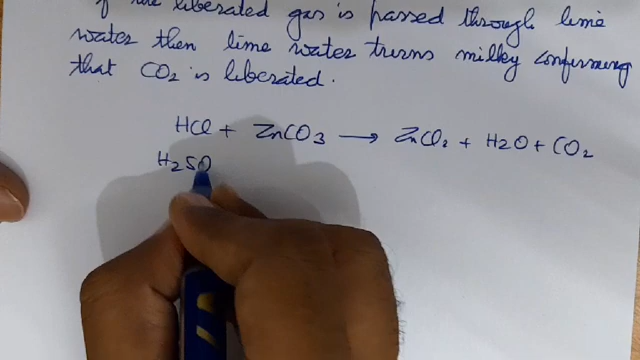 If the liberated gas is passed through lime
water then lime water turns milky confirming
that CO2 is liberated.
HCl + ZnCO3 → ZnCl2 + H2O + CO2
H2SO